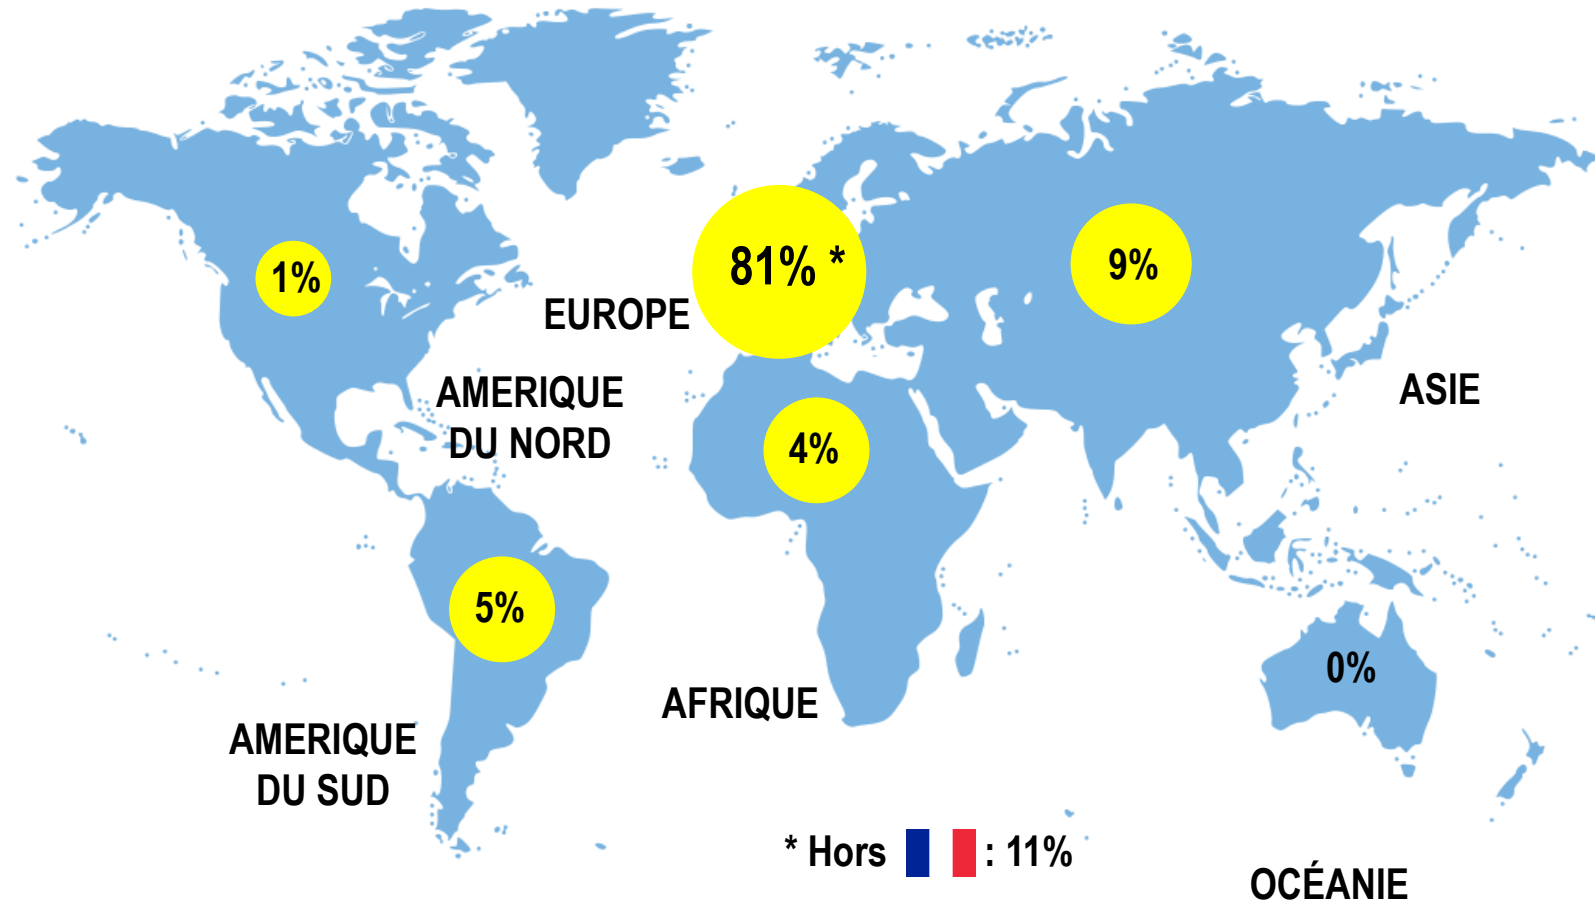 1%
81% *
9%
EUROPE
AMERIQUE
DU NORD
ASIE
4%
5%
0%
AFRIQUE
AMERIQUE
DU SUD
* Hors : 11%
OCÉANIE